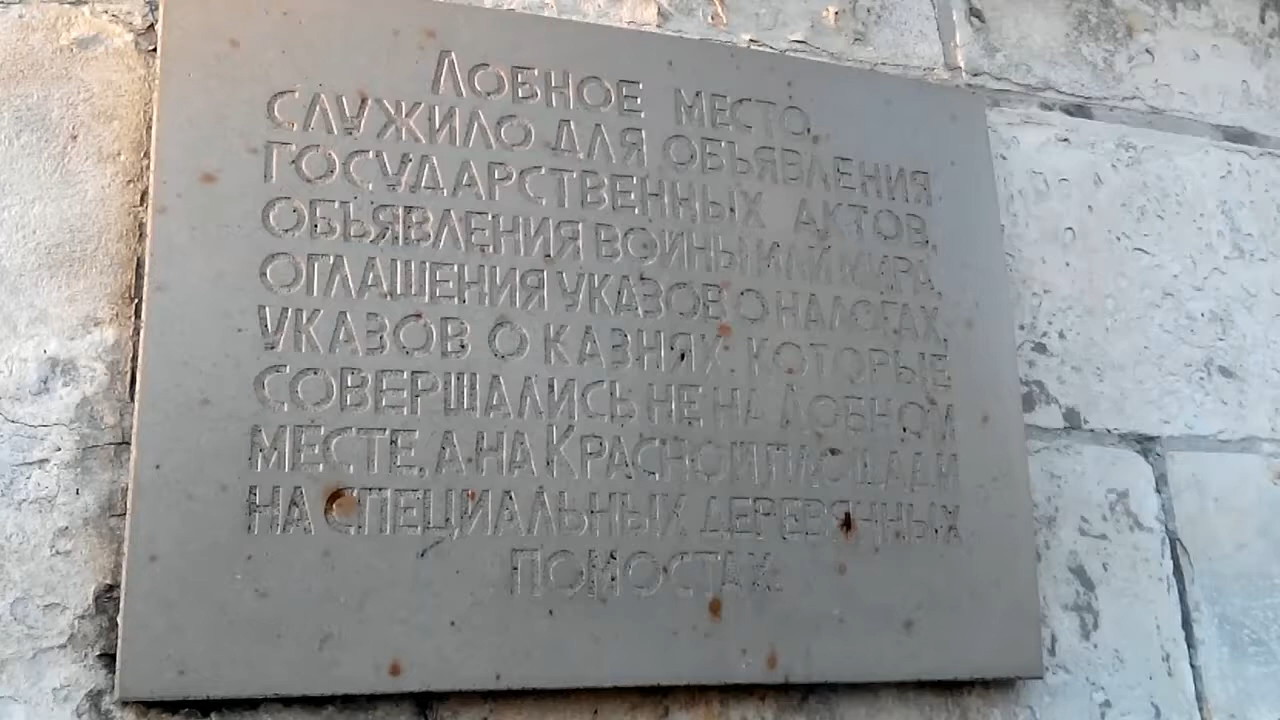 ЛОБНОЕ МЕСТО.
СЛУЖИЛО ДЛЯ ОБЪЯВЛЕНИЯ
ГОСУДАРСТВЕННЫХ АКТОВ,
ОБЪЯВЛЕНИЯ ВОЙНЫ ИЛИ МИРА,
ОГЛАШЕНИЯ УКАЗОВ О НАЛОГАХ,
УКАЗОВ О КАЗНЯХ, КОТОРЫЕ
СОВЕРШАЛИСЬ НЕ НА ЛОБНОМ
МЕСТЕ, А НА КРАСНОЙ ПЛОЩАДИ
НА СПЕЦИАЛЬНЫХ ДЕРЕВЯННЫХ
ПОМОСТАХ.